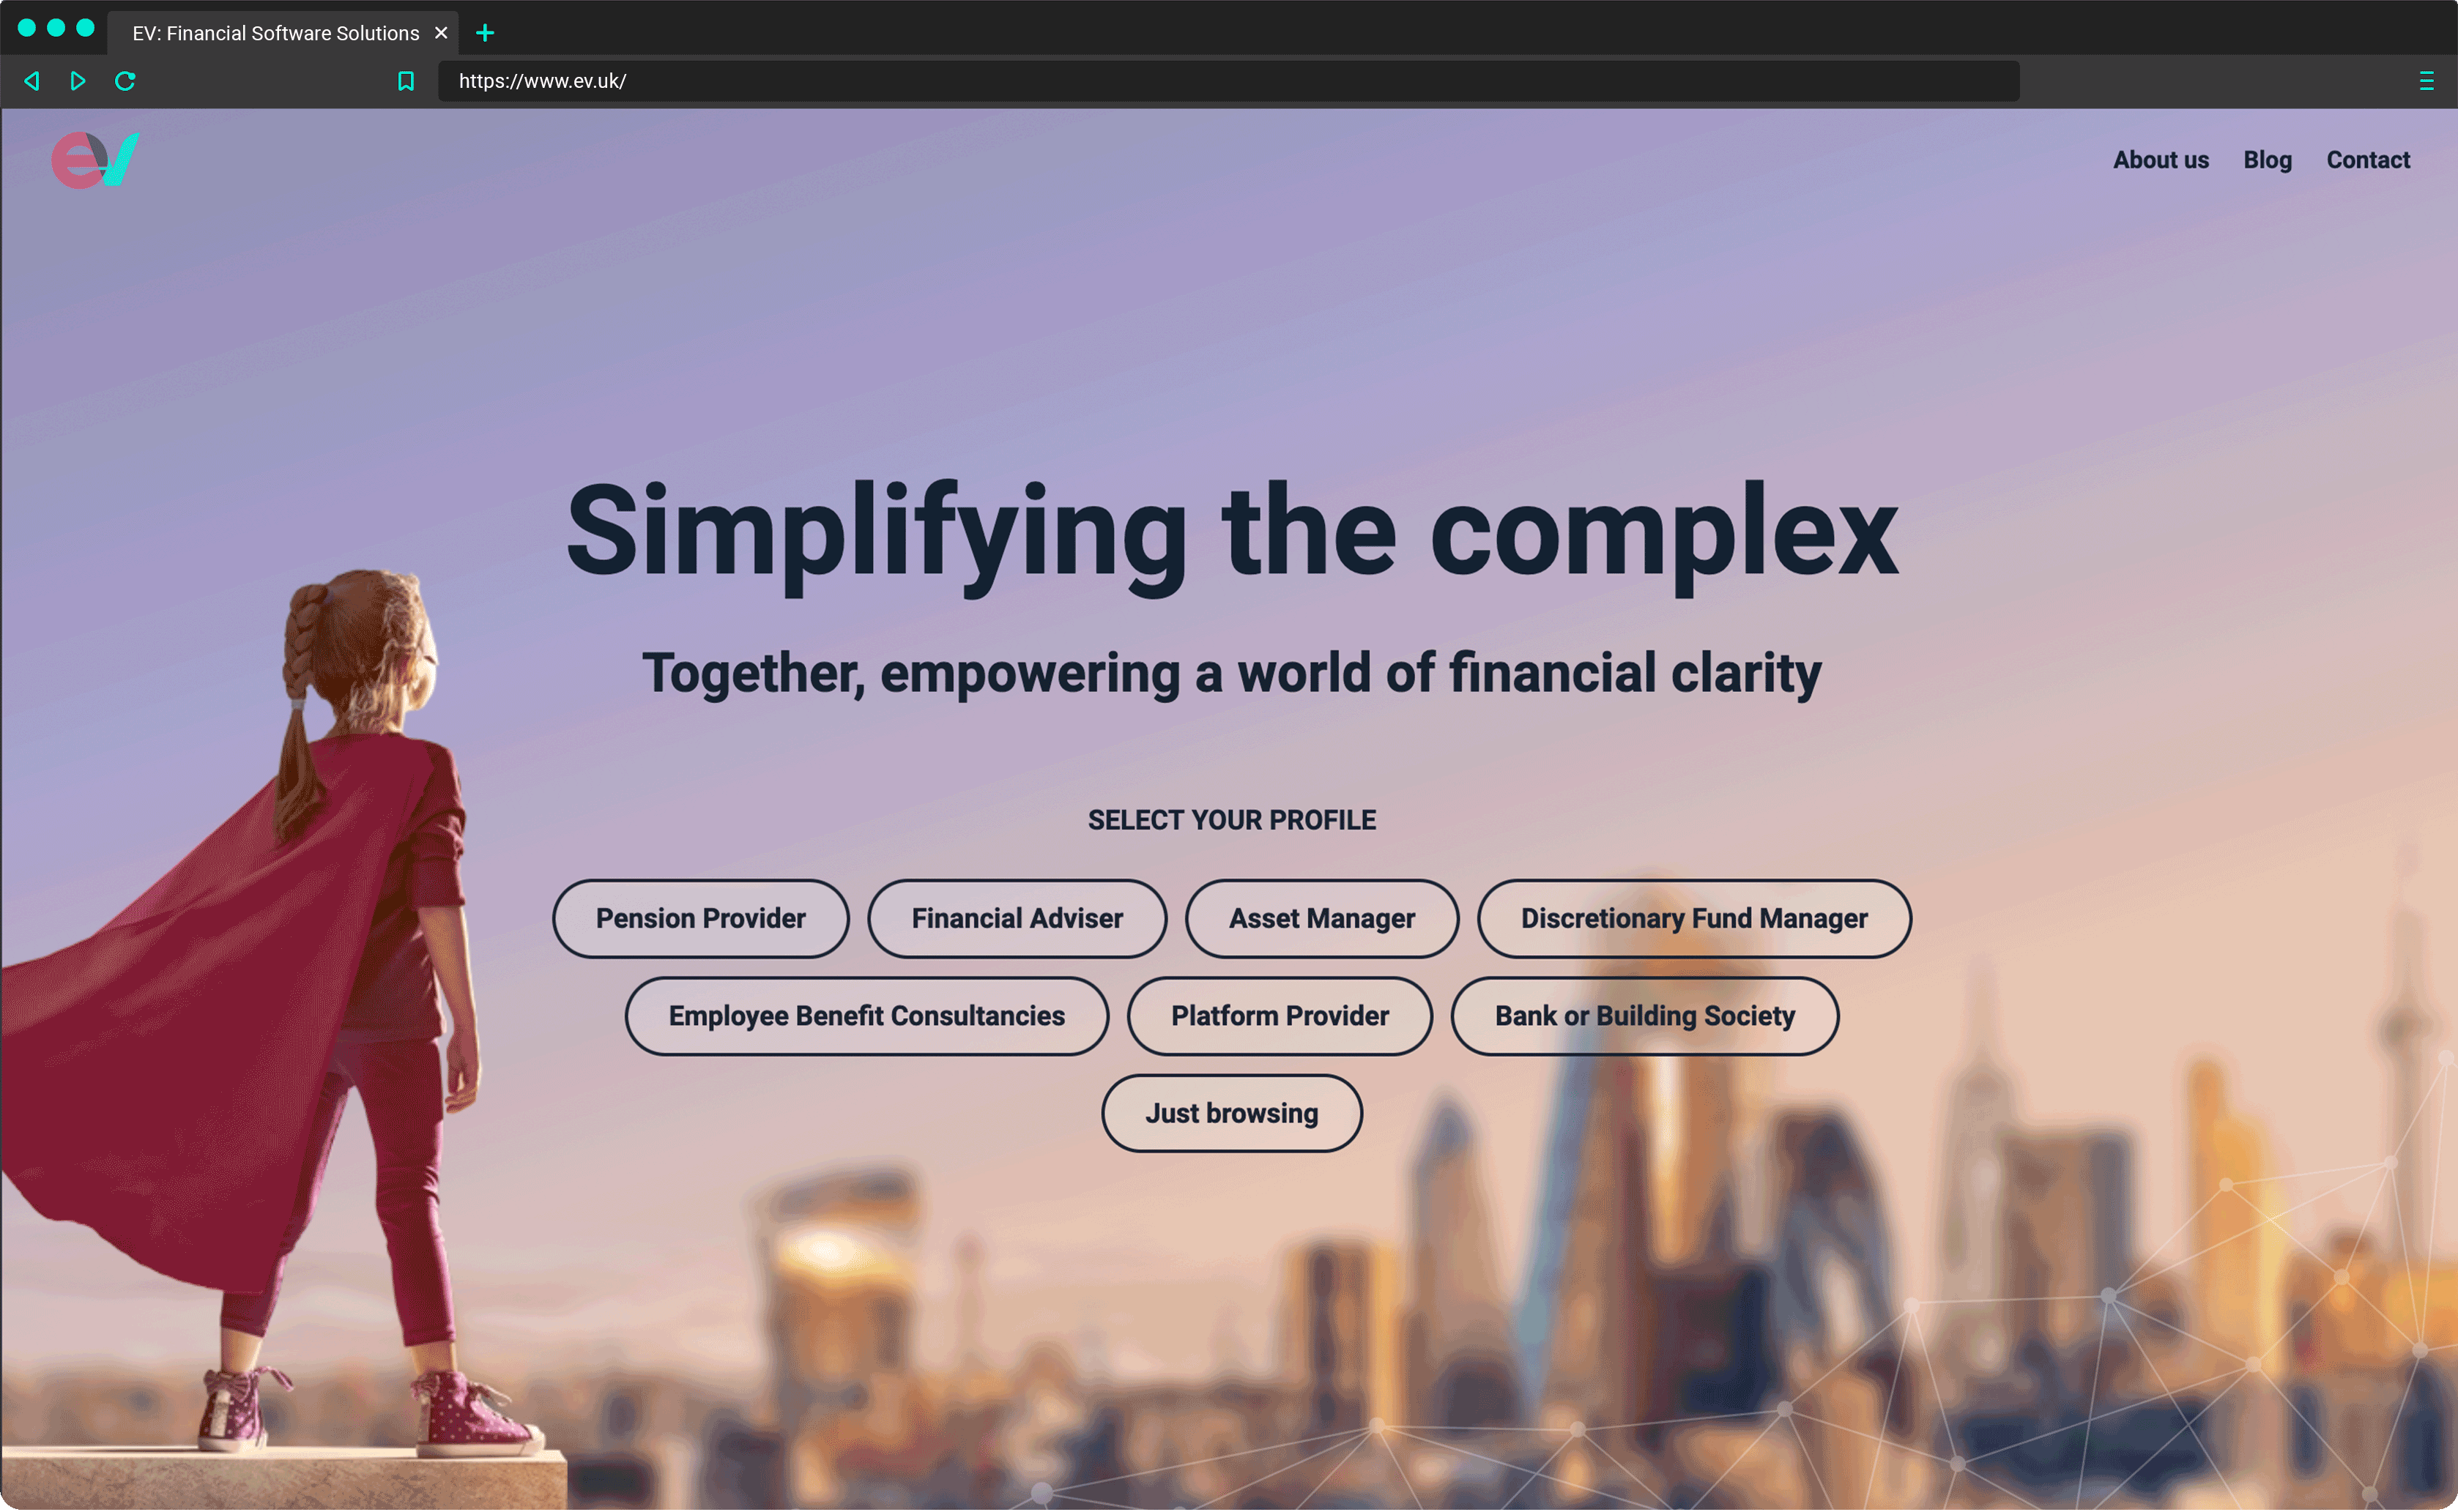 EV: Financial Software Solutions
https://www.ev.uk/
ev
About us Blog Contact
Simplifying the complex
Together, empowering a world of financial clarity
SELECT YOUR PROFILE
Pension Provider Financial Adviser Asset Manager Discretionary Fund Manager
Employee Benefit Consultancies Platform Provider Bank or Building Society
Just browsing